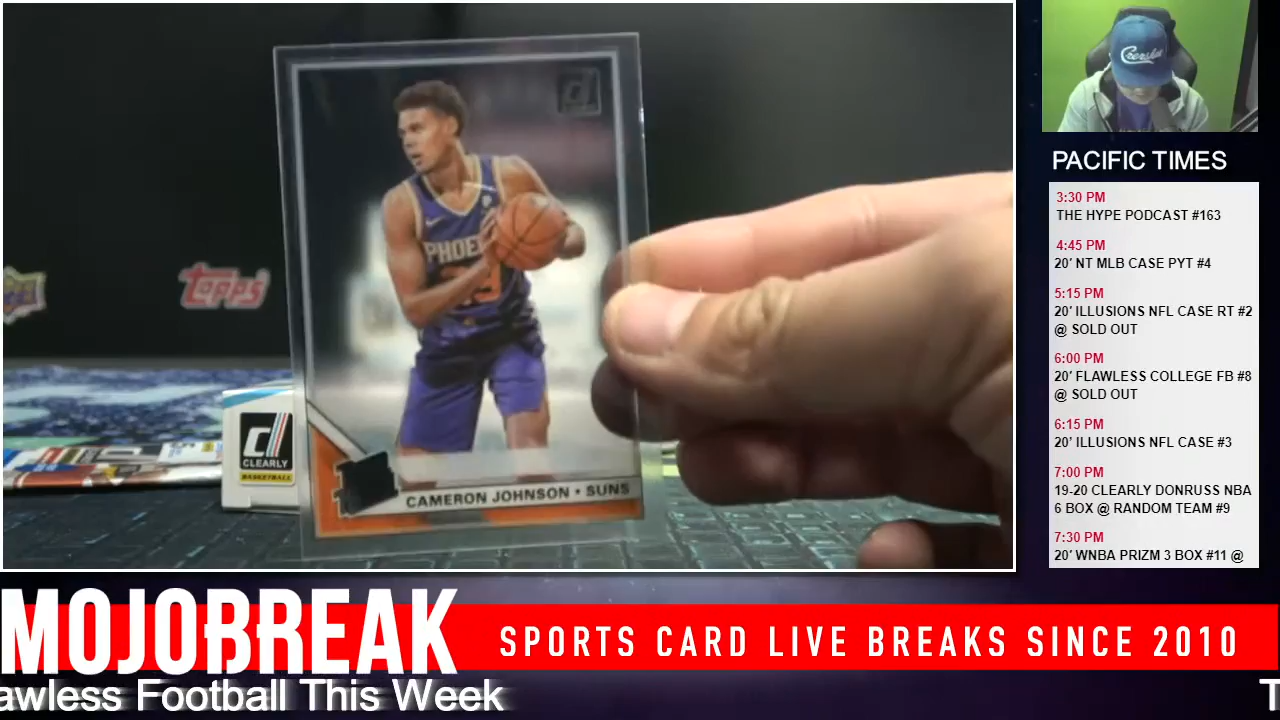 PHOE
CAMERON JOHNSON • SUNS
Topps
CLEARLY
BASKETBALL
PACIFIC TIMES
3:30 PM
THE HYPE PODCAST #163
4:45 PM
20' NT MLB CASE PYT #4
5:15 PM
20' ILLUSIONS NFL CASE RT #2
@ SOLD OUT
6:00 PM
20' FLAWLESS COLLEGE FB #8
@ SOLD OUT
6:15 PM
20' ILLUSIONS NFL CASE #3
7:00 PM
19-20 CLEARLY DONRUSS NBA
6 BOX @ RANDOM TEAM #9
7:30 PM
20' WNBA PRIZM 3 BOX #11 @
MOJOBREAK
SPORTS CARD LIVE BREAKS SINCE 2010
awless Football This Week
T